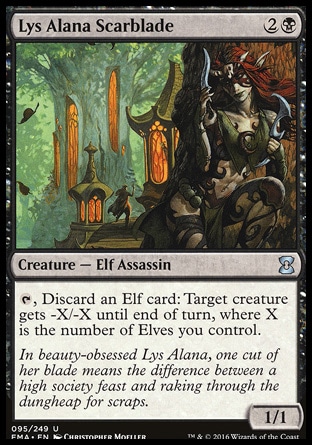 Lys Alana Scarblade 2
Creature — Elf Assassin
, Discard an Elf card: Target creature
gets -X/-X until end of turn, where X
is the number of Elves you control.
In beauty-obsessed Lys Alana, one cut of
her blade means the difference between a
high society feast and raking through the
dungheap for scraps.
1/1
095/249 U
EMA • EN Christopher Moeller
™ & © 2016 Wizards of the Coast